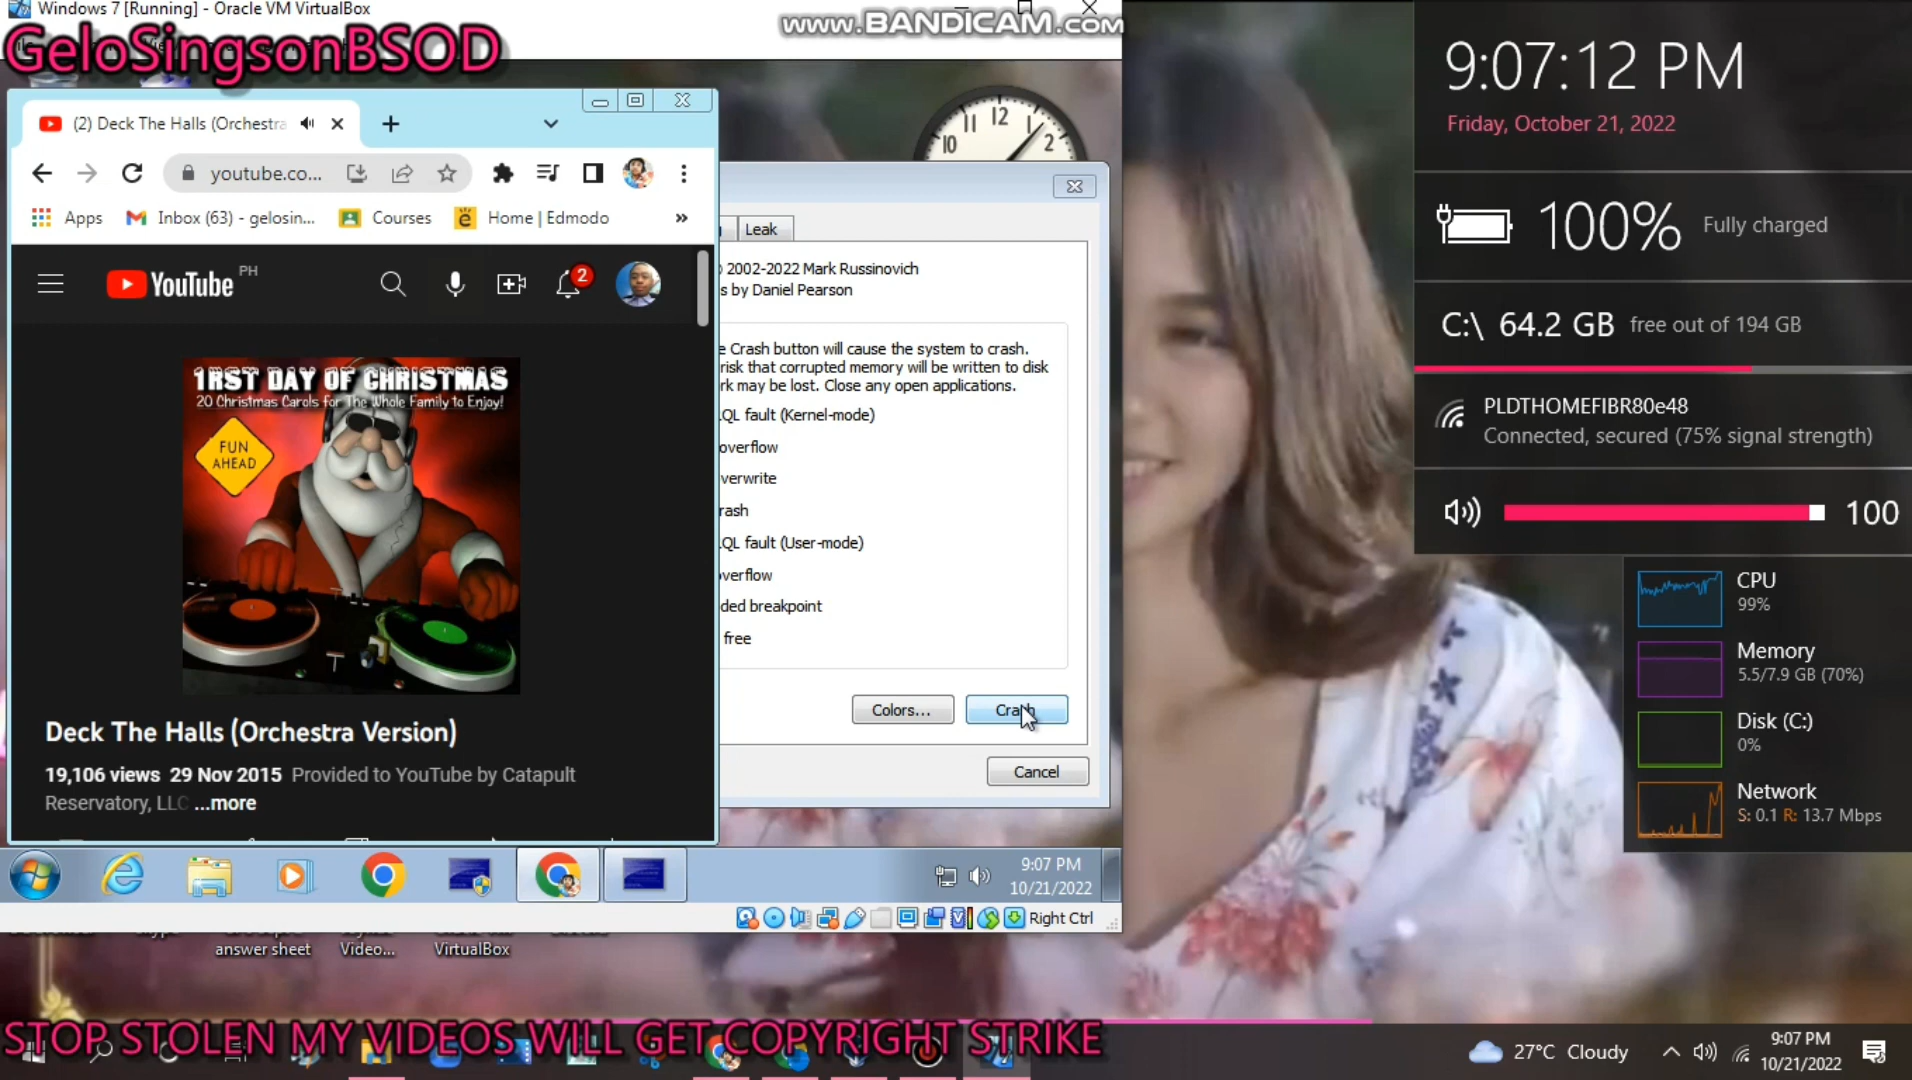 Windows 7 [Running] - Oracle VM VirtualBox
www.BANDICAM.com
GeloSingsonBSOD
(2) Deck The Halls (Orchestra
youtube.co...
Apps
Inbox (63) - gelosin...
Courses
Home | Edmodo
»
YouTube PH
2
1RST DAY OF CHRISTMAS
20 Christmas Carols for The Whole Family to Enjoy!
FUN
AHEAD
Deck The Halls (Orchestra Version)
19,106 views 29 Nov 2015 Provided to YouTube by Catapult
Reservatory, LLC ...more
12
1
2
11
10
Leak
2002-2022 Mark Russinovich
s by Daniel Pearson
e Crash button will cause the system to crash.
risk that corrupted memory will be written to disk
rk may be lost. Close any open applications.
QL fault (Kernel-mode)
overflow
verwrite
rash
QL fault (User-mode)
verflow
ded breakpoint
free
Colors...
Crash
Cancel
9:07 PM
10/21/2022
Right Ctrl
answer sheet
Video...
VirtualBox
9:07:12 PM
Friday, October 21, 2022
100% Fully charged
C:\ 64.2 GB free out of 194 GB
PLDTHOMEFIBR80e48
Connected, secured (75% signal strength)
100
CPU
99%
Memory
5.5/7.9 GB (70%)
Disk (C:)
0%
Network
S: 0.1 R: 13.7 Mbps
STOP STOLEN MY VIDEOS WILL GET COPYRIGHT STRIKE
27°C Cloudy
9:07 PM
10/21/2022